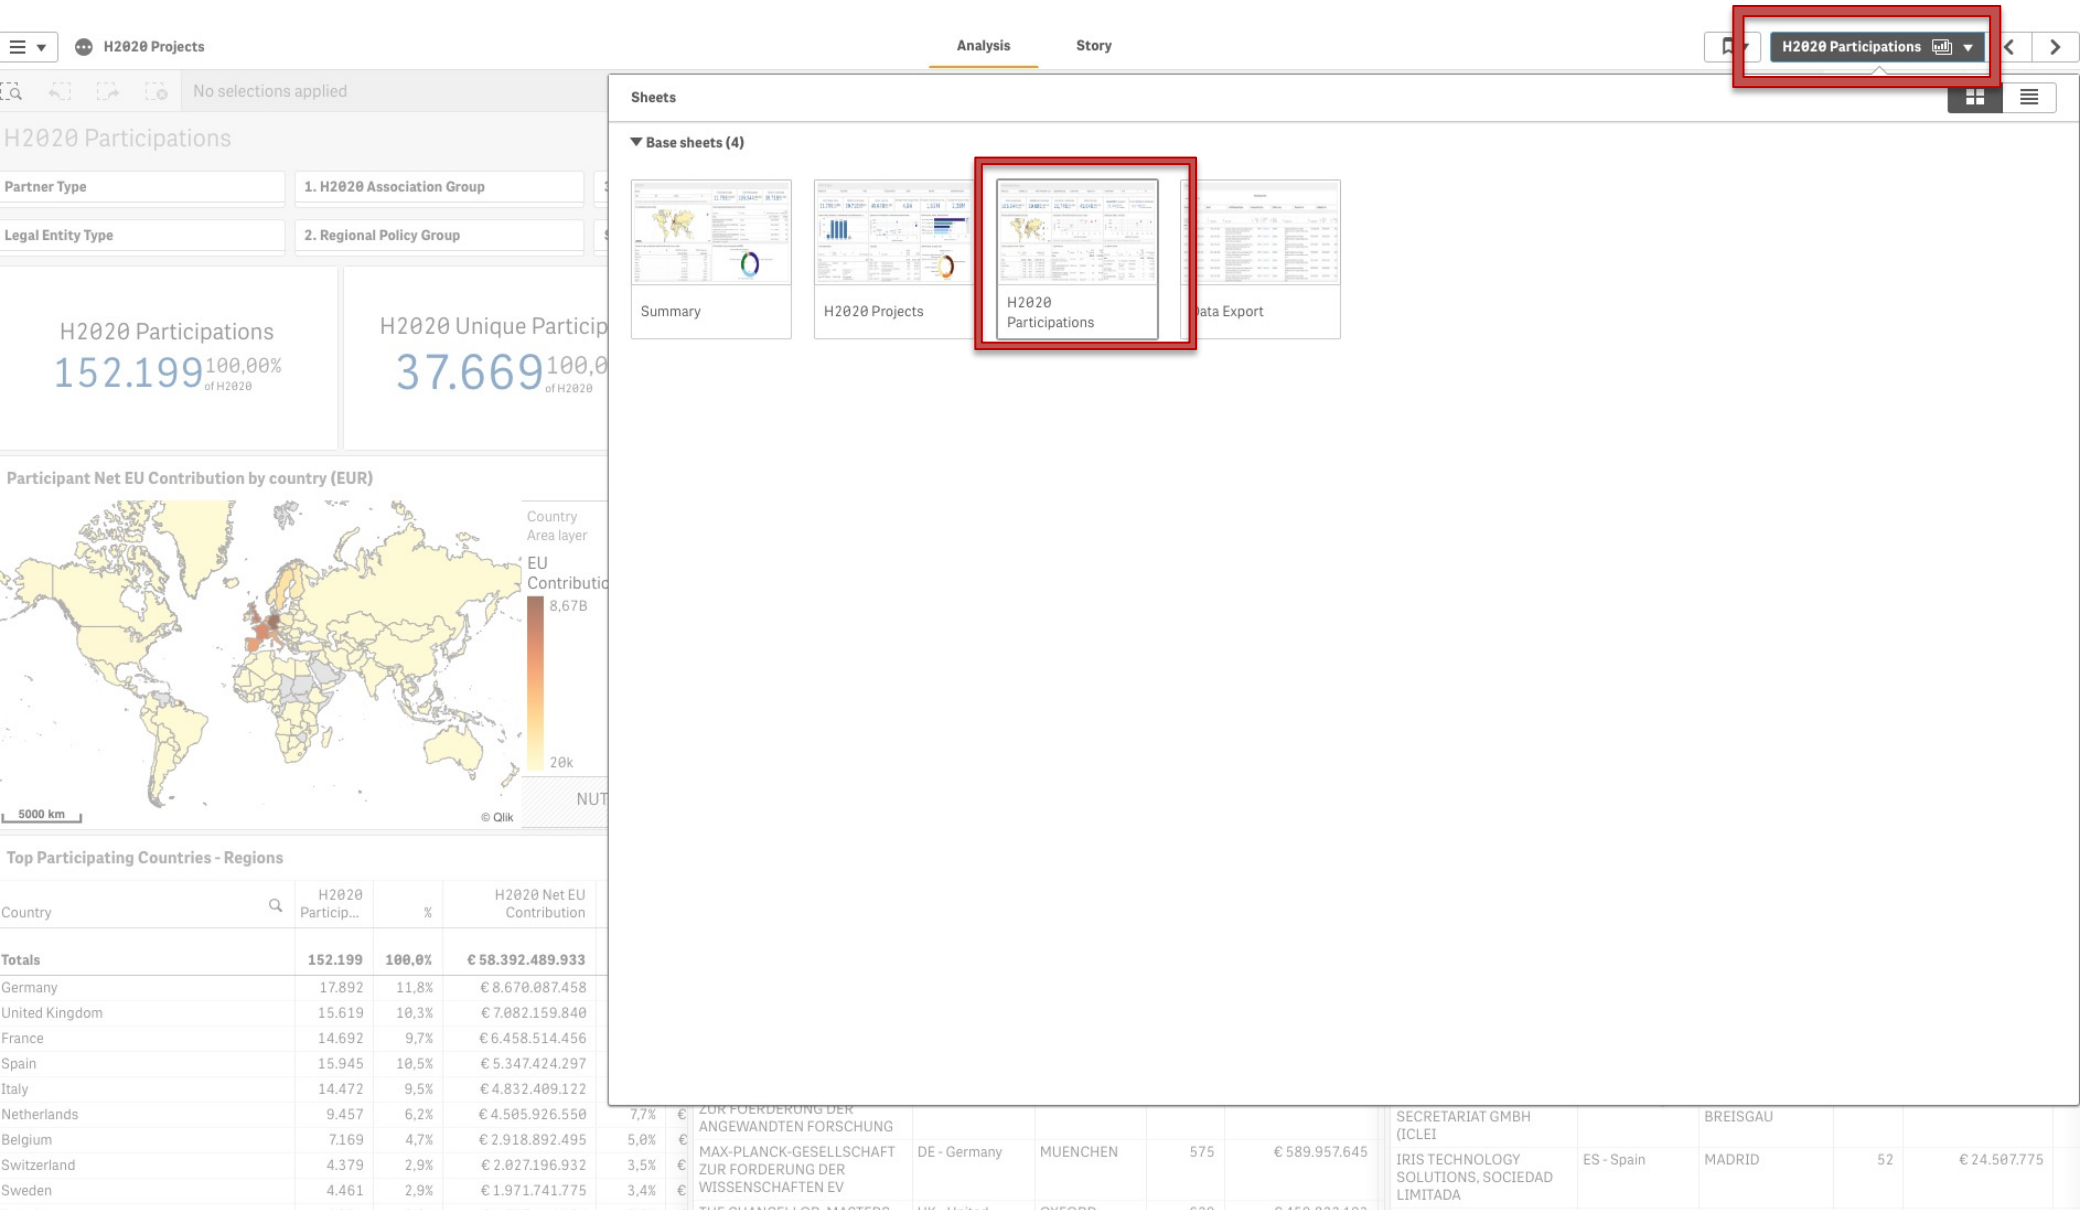 H2020 Projects
Analysis
Story
H2020 Participations
No selections applied
Sheets
H2020 Participations
Base sheets (4)
Partner Type
1. H2020 Association Group
Legal Entity Type
2. Regional Policy Group
Summary
H2020 Projects
H2020
Participations
Data Export
H2020 Participations
152.199
100,00%
of H2020
H2020 Unique Particip
37.669
100,0
of H2020
Participant Net EU Contribution by country (EUR)
Country
Area layer
EU
Contributio
8,67B
20k
NUT
5000 km
© Qlik
Top Participating Countries - Regions
Country
H2020
Particip...
%
H2020 Net EU
Contribution
Totals 152.199 100,0% € 58.392.489.933
Germany 17.892 11,8% € 8.670.087.458
United Kingdom 15.619 10,3% € 7.082.159.840
France 14.692 9,7% € 6.458.514.456
Spain 15.945 10,5% € 5.347.424.297
Italy 14.472 9,5% € 4.832.409.122
Netherlands 9.457 6,2% € 4.505.926.550 7,7% €
Belgium 7.169 4,7% € 2.918.892.495 5,0% €
Switzerland 4.379 2,9% € 2.027.196.932 3,5% €
Sweden 4.461 2,9% € 1.971.741.775 3,4% €
ZUR FOERDERUNG DER
ANGEWANDTEN FORSCHUNG
MAX-PLANCK-GESELLSCHAFT
ZUR FORDERUNG DER
WISSENSCHAFTEN EV
DE - Germany
MUENCHEN
575
€ 589.957.645
SECRETARIAT GMBH
(ICLEI
BREISGAU
IRIS TECHNOLOGY
SOLUTIONS, SOCIEDAD
LIMITADA
ES - Spain
MADRID
52
€ 24.507.775